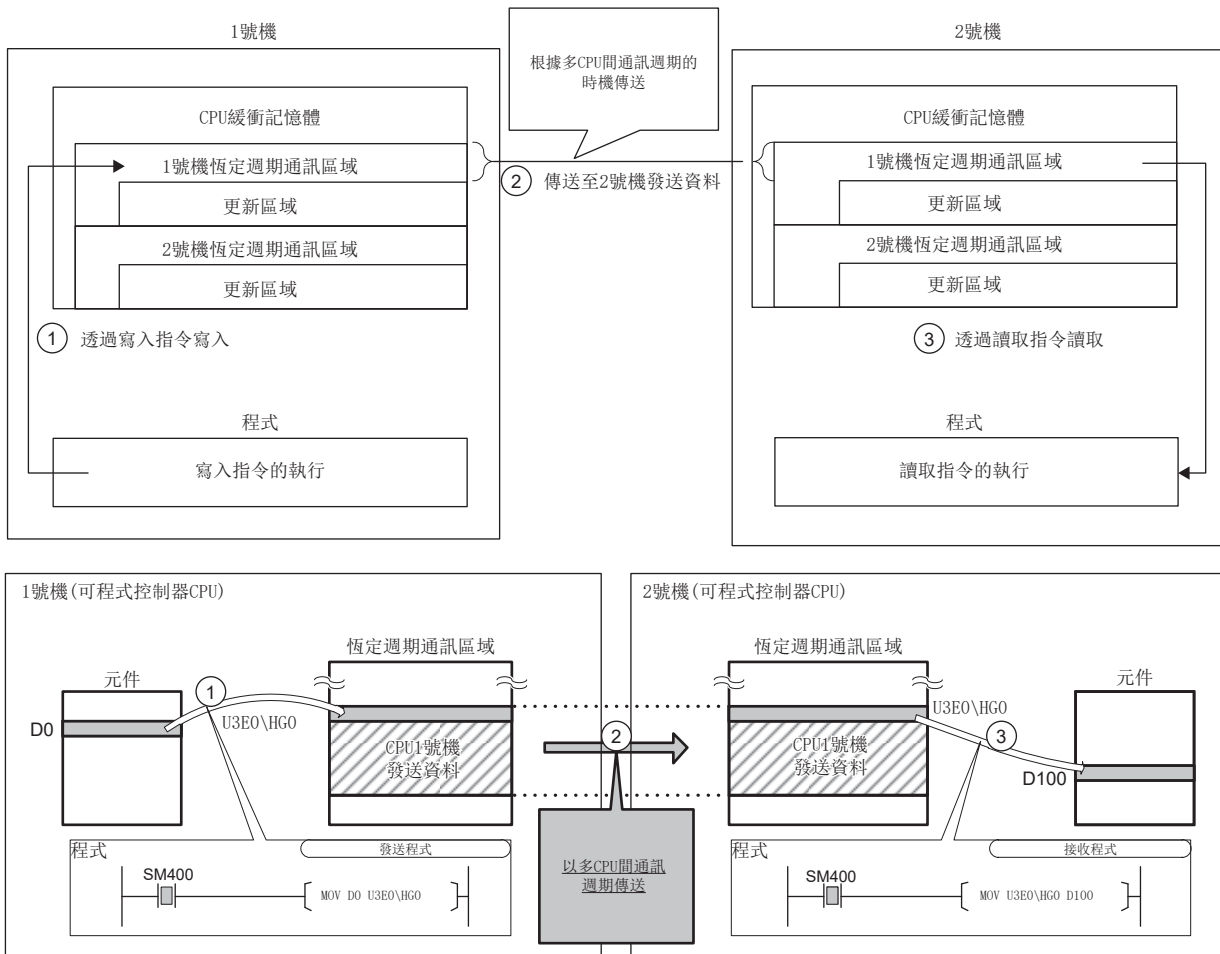 1號機
2號機
根據多CPU間通訊週期的
時機傳送
CPU緩衝記憶體
1號機恆定週期通訊區域
更新區域
2號機恆定週期通訊區域
更新區域
② 傳送至2號機發送資料
CPU緩衝記憶體
1號機恆定週期通訊區域
更新區域
2號機恆定週期通訊區域
更新區域
① 透過寫入指令寫入
③ 透過讀取指令讀取
程式
寫入指令的執行
程式
讀取指令的執行
1號機(可程式控制器CPU)
元件
D0
①
U3E0\HG0
恆定週期通訊區域
CPU1號機
發送資料
程式
發送程式
SM400
MOV D0 U3E0\HG0
②
以多CPU間通訊
週期傳送
2號機(可程式控制器CPU)
恆定週期通訊區域
CPU1號機
發送資料
U3E0\HG0
③
元件
D100
程式
接收程式
SM400
MOV U3E0\HG0 D100